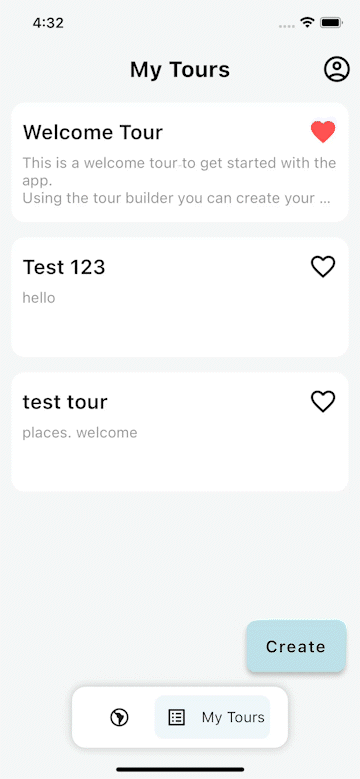 4:32
My Tours
Welcome Tour
This is a welcome tour to get started with the
app.
Using the tour builder you can create your ...
Test 123
hello
test tour
places. welcome
Create
My Tours